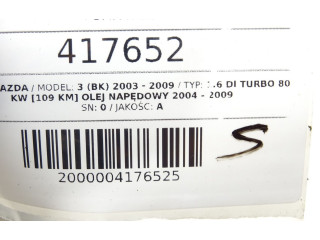 417652
AZDA / MODEL: 3 (BK) 2003 - 2009 / TYP: 1.6 DI TURBO 80
KW [109 KM] OLEJ NAPĘDOWY 2004 - 2009
SN: 0 / JAKOŚĆ: A
S
2000004176525